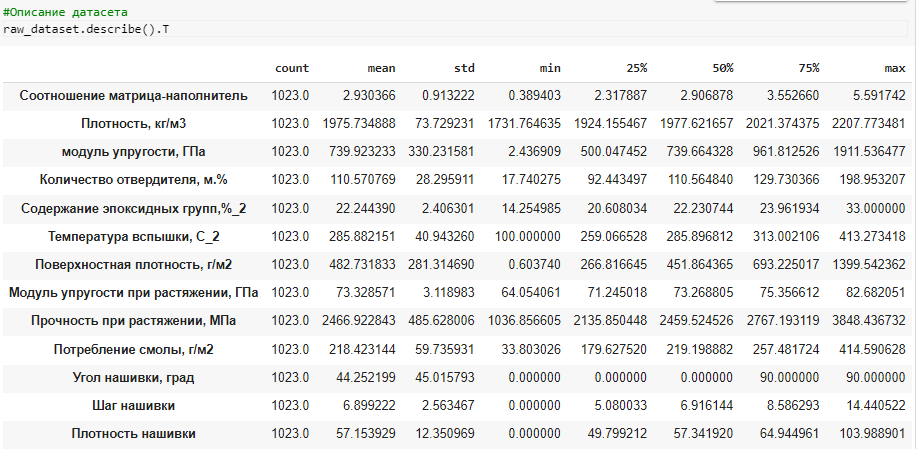 #Описание датасета
raw_dataset.describe().T
count mean std min 25% 50% 75% max
Соотношение матрица-наполнитель 1023.0 2.930366 0.913222 0.389403 2.317887 2.906878 3.552660 5.591742
Плотность, кг/м3 1023.0 1975.734888 73.729231 1731.764635 1924.155467 1977.621657 2021.374375 2207.773481
модуль упругости, ГПа 1023.0 739.923233 330.231581 2.436909 500.047452 739.664328 961.812526 1911.536477
Количество отвердителя, м.% 1023.0 110.570769 28.295911 17.740275 92.443497 110.564840 129.730366 198.953207
Содержание эпоксидных групп,%_2 1023.0 22.244390 2.406301 14.254985 20.608034 22.230744 23.961934 33.000000
Температура вспышки, С_2 1023.0 285.882151 40.943260 100.000000 259.066528 285.896812 313.002106 413.273418
Поверхностная плотность, г/м2 1023.0 482.731833 281.314690 0.603740 266.816645 451.864365 693.225017 1399.542362
Модуль упругости при растяжении, ГПа 1023.0 73.328571 3.118983 64.054061 71.245018 73.268805 75.356612 82.682051
Прочность при растяжении, МПа 1023.0 2466.922843 485.628006 1036.856605 2135.850448 2459.524526 2767.193119 3848.436732
Потребление смолы, г/м2 1023.0 218.423144 59.735931 33.803026 179.627520 219.198882 257.481724 414.590628
Угол нашивки, град 1023.0 44.252199 45.015793 0.000000 0.000000 0.000000 90.000000 90.000000
Шаг нашивки 1023.0 6.899222 2.563467 0.000000 5.080033 6.916144 8.586293 14.440522
Плотность нашивки 1023.0 57.153929 12.350969 0.000000 49.799212 57.341920 64.944961 103.988901